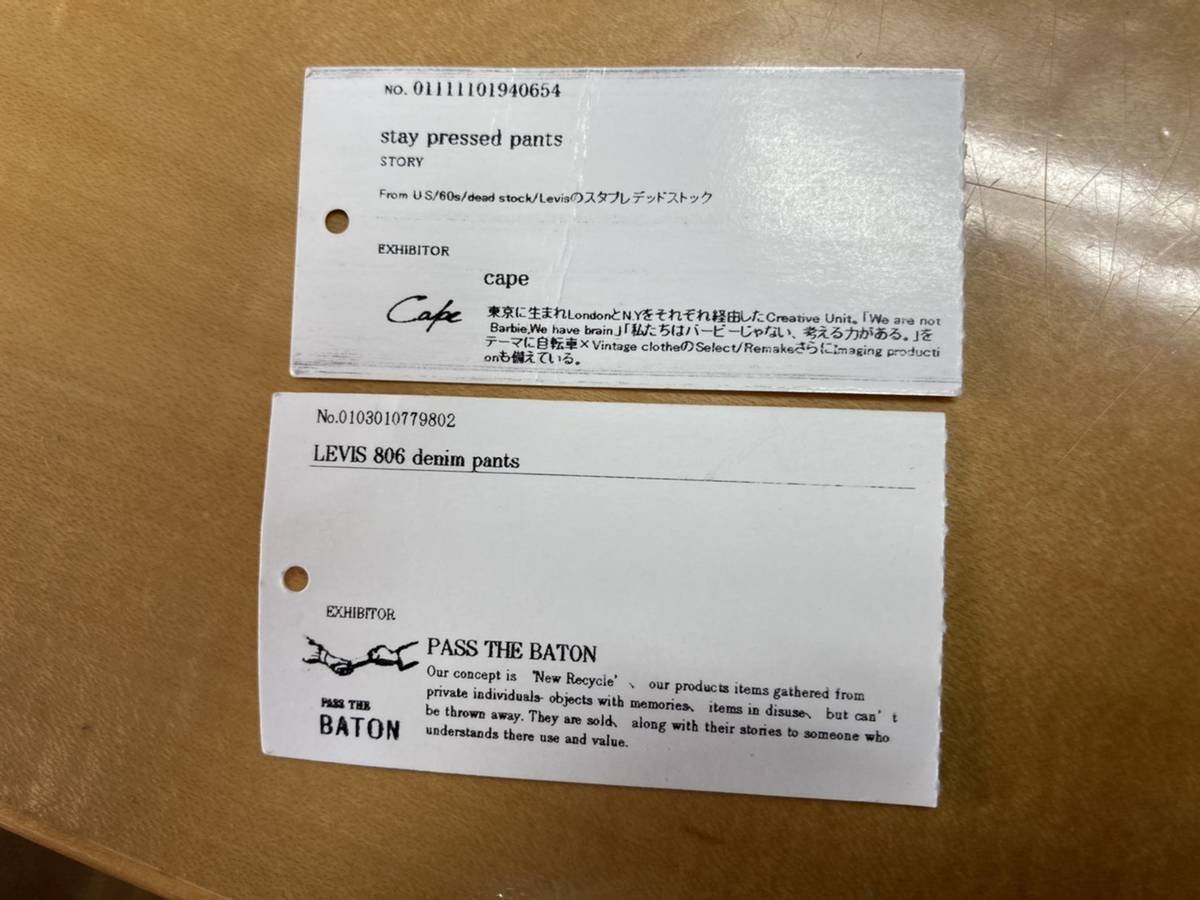 NO. 01111101940654
stay pressed pants
STORY
From US/60s/dead stock/Levisのスタプレデッドストック
EXHIBITOR
cape
Cape
東京に生まれLondonとN.Yをそれぞれ経由したCreative Unit。「We are not
Barbie,We have brain」「私たちはバービーじゃない、考える力がある。」を
テーマに自転車×Vintage clotheのSelect/RemakeさらにImaging producti
onも備えている。
No.0103010779802
LEVIS 806 denim pants
EXHIBITOR
PASS THE BATON
Our concept is “New Recycle’、 our products items gathered from
private individuals- objects with memories、 items in disuse、 but can’t
be thrown away. They are sold、 along with their stories to someone who
understands there use and value.
PASS THE
BATON